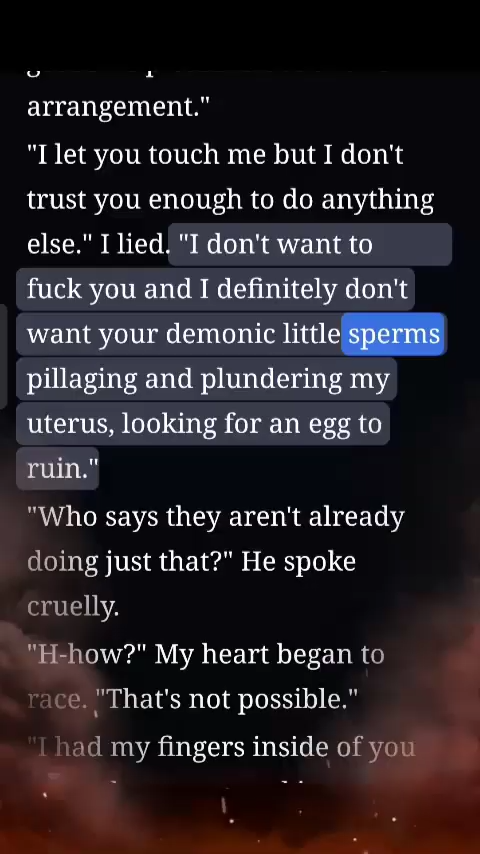 arrangement."
"I let you touch me but I don't
trust you enough to do anything
else." I lied. "I don't want to
fuck you and I definitely don't
want your demonic little sperms
pillaging and plundering my
uterus, looking for an egg to
ruin."
"Who says they aren't already
doing just that?" He spoke
cruelly.
"H-how?" My heart began to
race. "That's not possible."
"I had my fingers inside of you